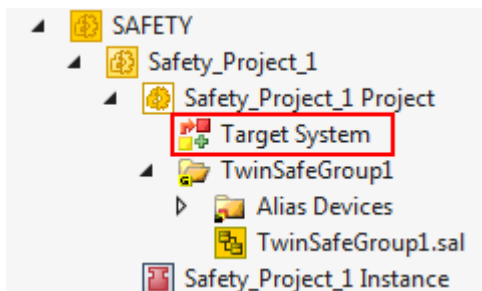 SAFETY
Safety_Project_1
Safety_Project_1 Project
Target System
TwinSafeGroup1
Alias Devices
TwinSafeGroup1.sal
Safety_Project_1 Instance